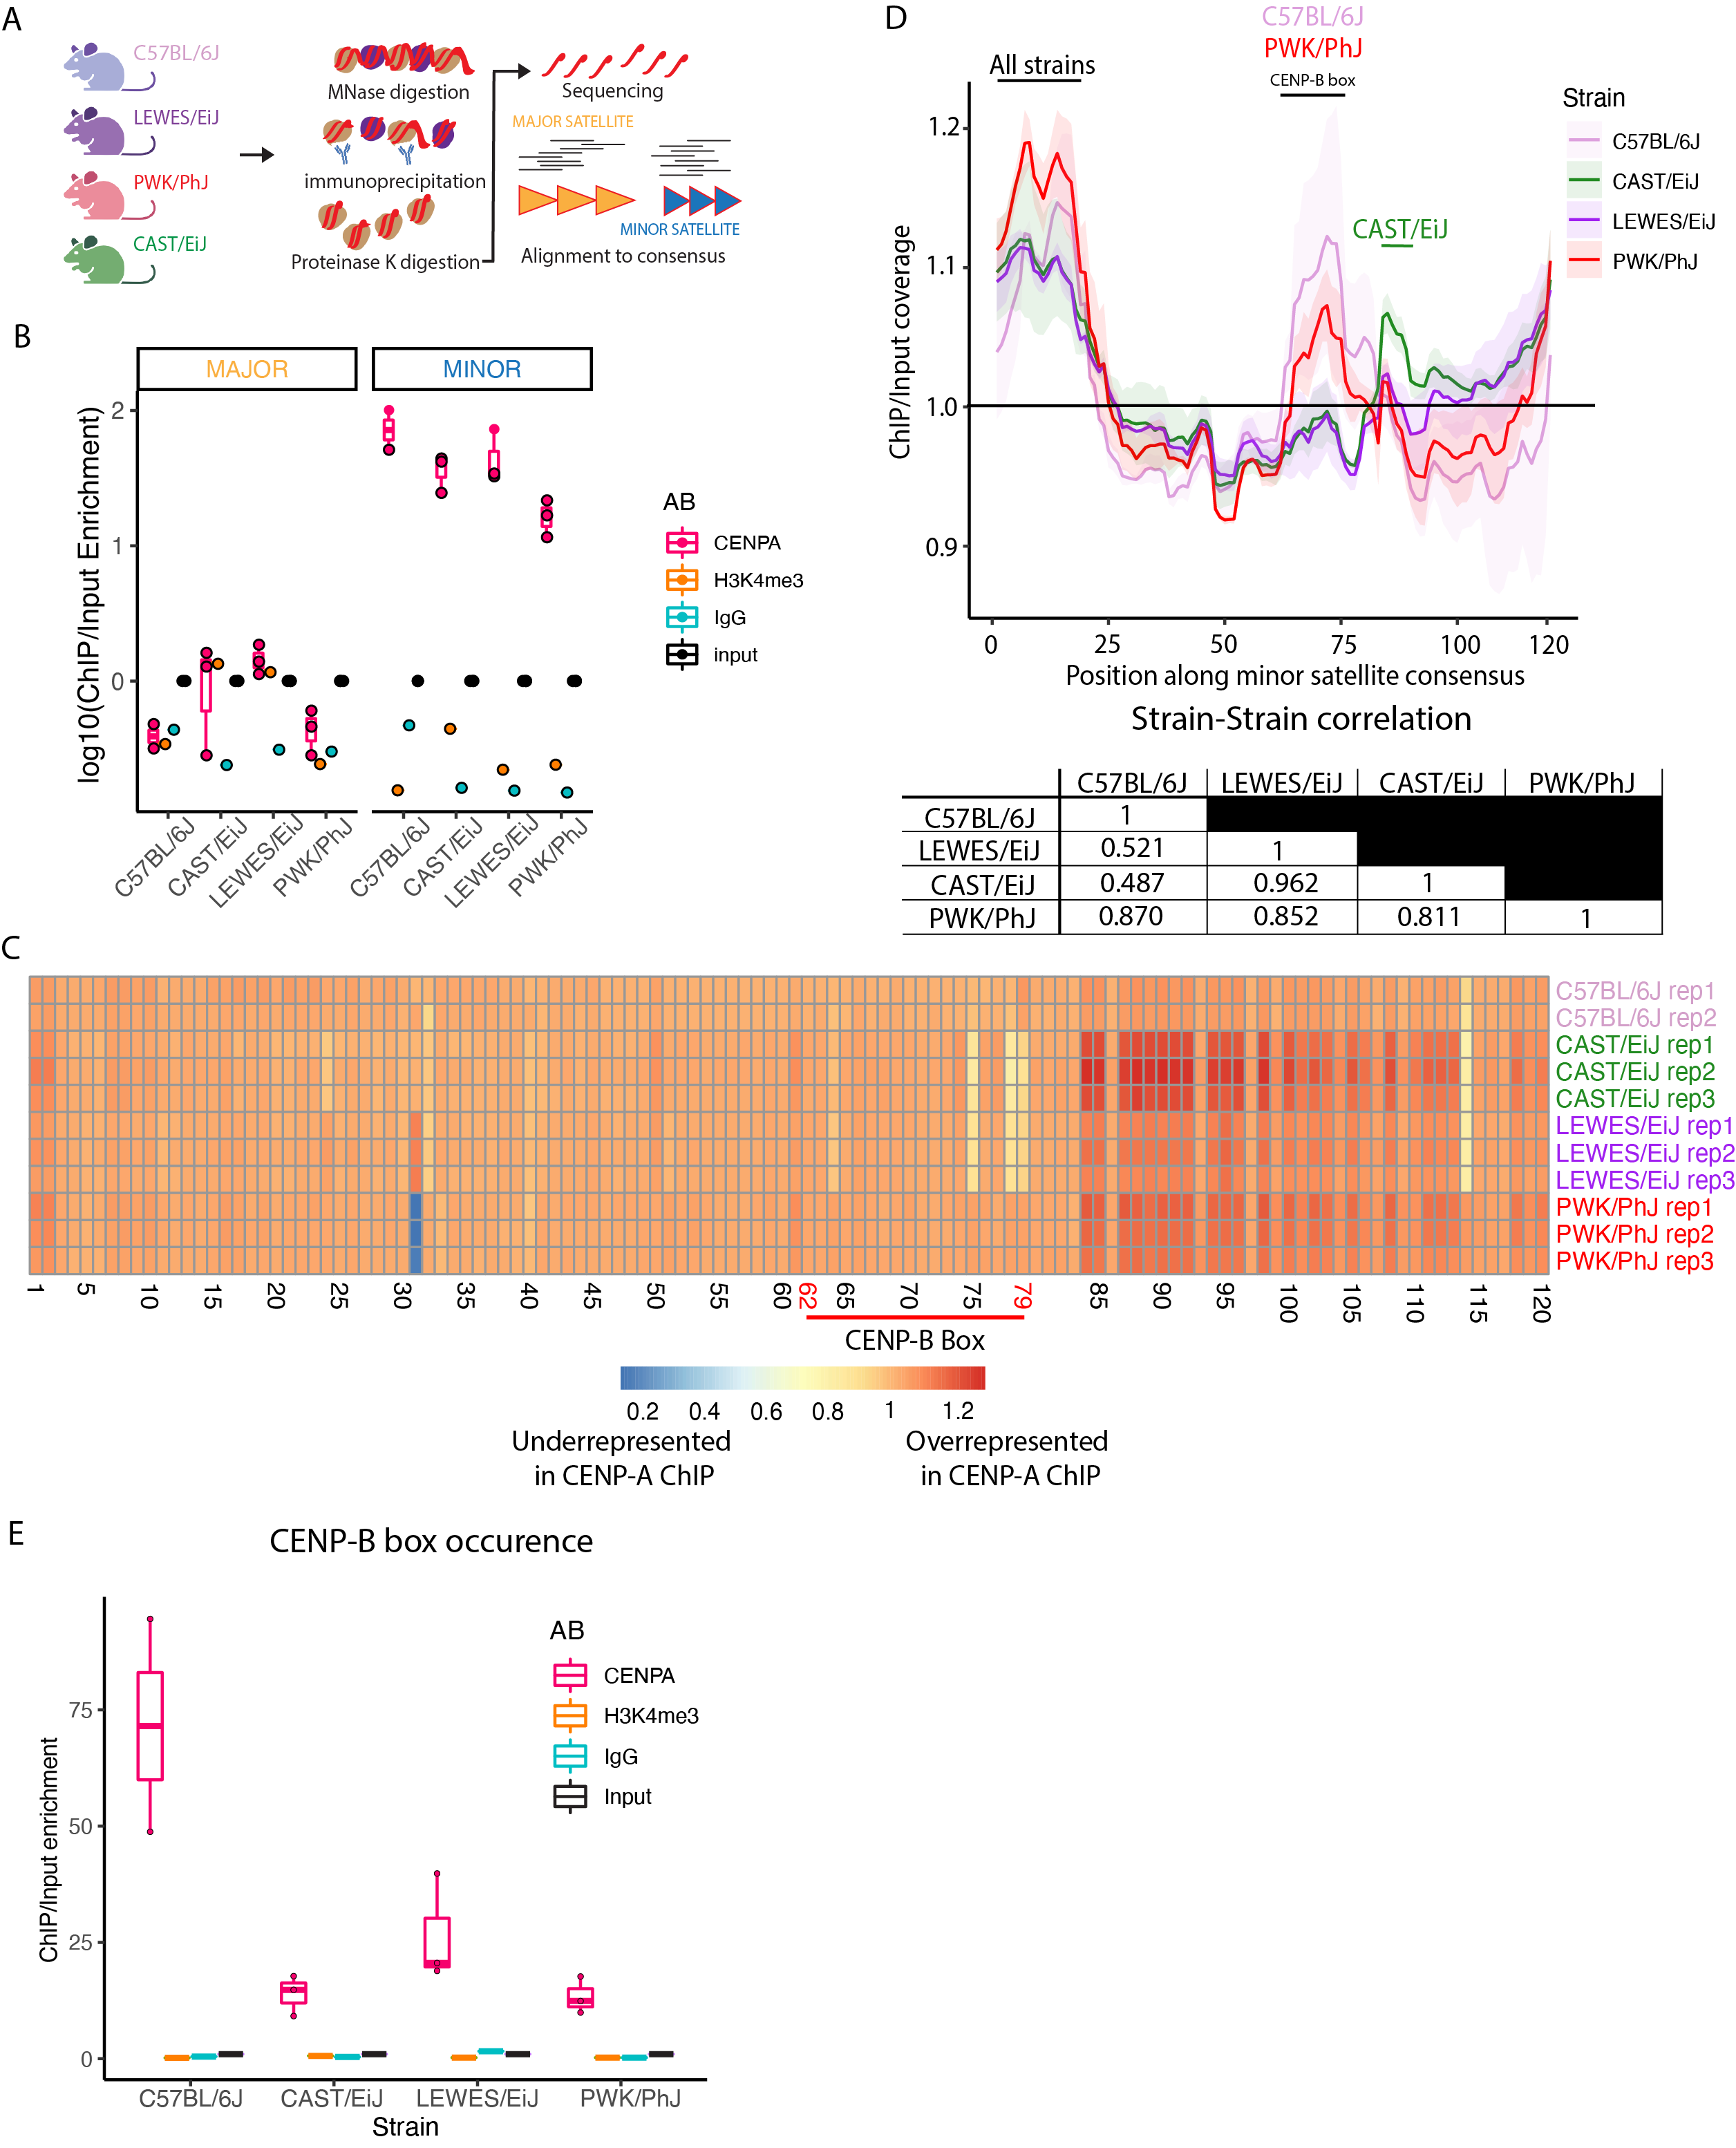 A
C57BL/6J
LEWES/EiJ
PWK/PhJ
CAST/EiJ
MNase digestion
immunoprecipitation
Proteinase K digestion
Sequencing
MAJOR SATELLITE
MINOR SATELLITE
Alignment to consensus
B
MAJOR
MINOR
log10(ChIP/Input Enrichment)
2
1
0
C57BL/6J
CAST/EiJ
LEWES/EiJ
PWK/PhJ
C57BL/6J
CAST/EiJ
LEWES/EiJ
PWK/PhJ
AB
CENPA
H3K4me3
IgG
input
D
All strains
C57BL/6J
PWK/PhJ
CENP-B box
CAST/EiJ
Strain
C57BL/6J
CAST/EiJ
LEWES/EiJ
PWK/PhJ
ChIP/Input coverage
1.2
1.1
1.0
0.9
0 25 50 75 100 120
Position along minor satellite consensus
Strain-Strain correlation
C57BL/6J LEWES/EiJ CAST/EiJ PWK/PhJ
C57BL/6J 1
LEWES/EiJ 0.521 1
CAST/EiJ 0.487 0.962 1
PWK/PhJ 0.870 0.852 0.811 1
C
C57BL/6J rep1
C57BL/6J rep2
CAST/EiJ rep1
CAST/EiJ rep2
CAST/EiJ rep3
LEWES/EiJ rep1
LEWES/EiJ rep2
LEWES/EiJ rep3
PWK/PhJ rep1
PWK/PhJ rep2
PWK/PhJ rep3
1 5 10 15 20 25 30 35 40 45 50 55 60 62 65 70 75 79 85 90 95 100 105 110 115 120
CENP-B Box
0.2 0.4 0.6 0.8 1 1.2
Underrepresented
in CENP-A ChIP
Overrepresented
in CENP-A ChIP
E
CENP-B box occurence
ChIP/Input enrichment
75
50
25
0
AB
CENPA
H3K4me3
IgG
Input
C57BL/6J CAST/EiJ LEWES/EiJ PWK/PhJ
Strain